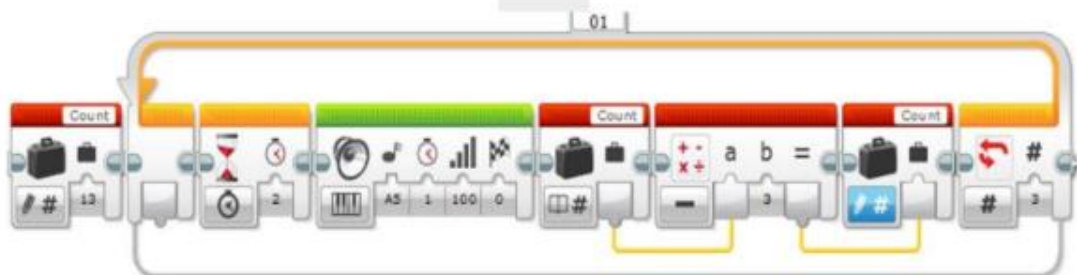 01
Count Count Count
+ - × ÷ a b = #
# 13 2 A5 1 100 0 # − 3 # # 3